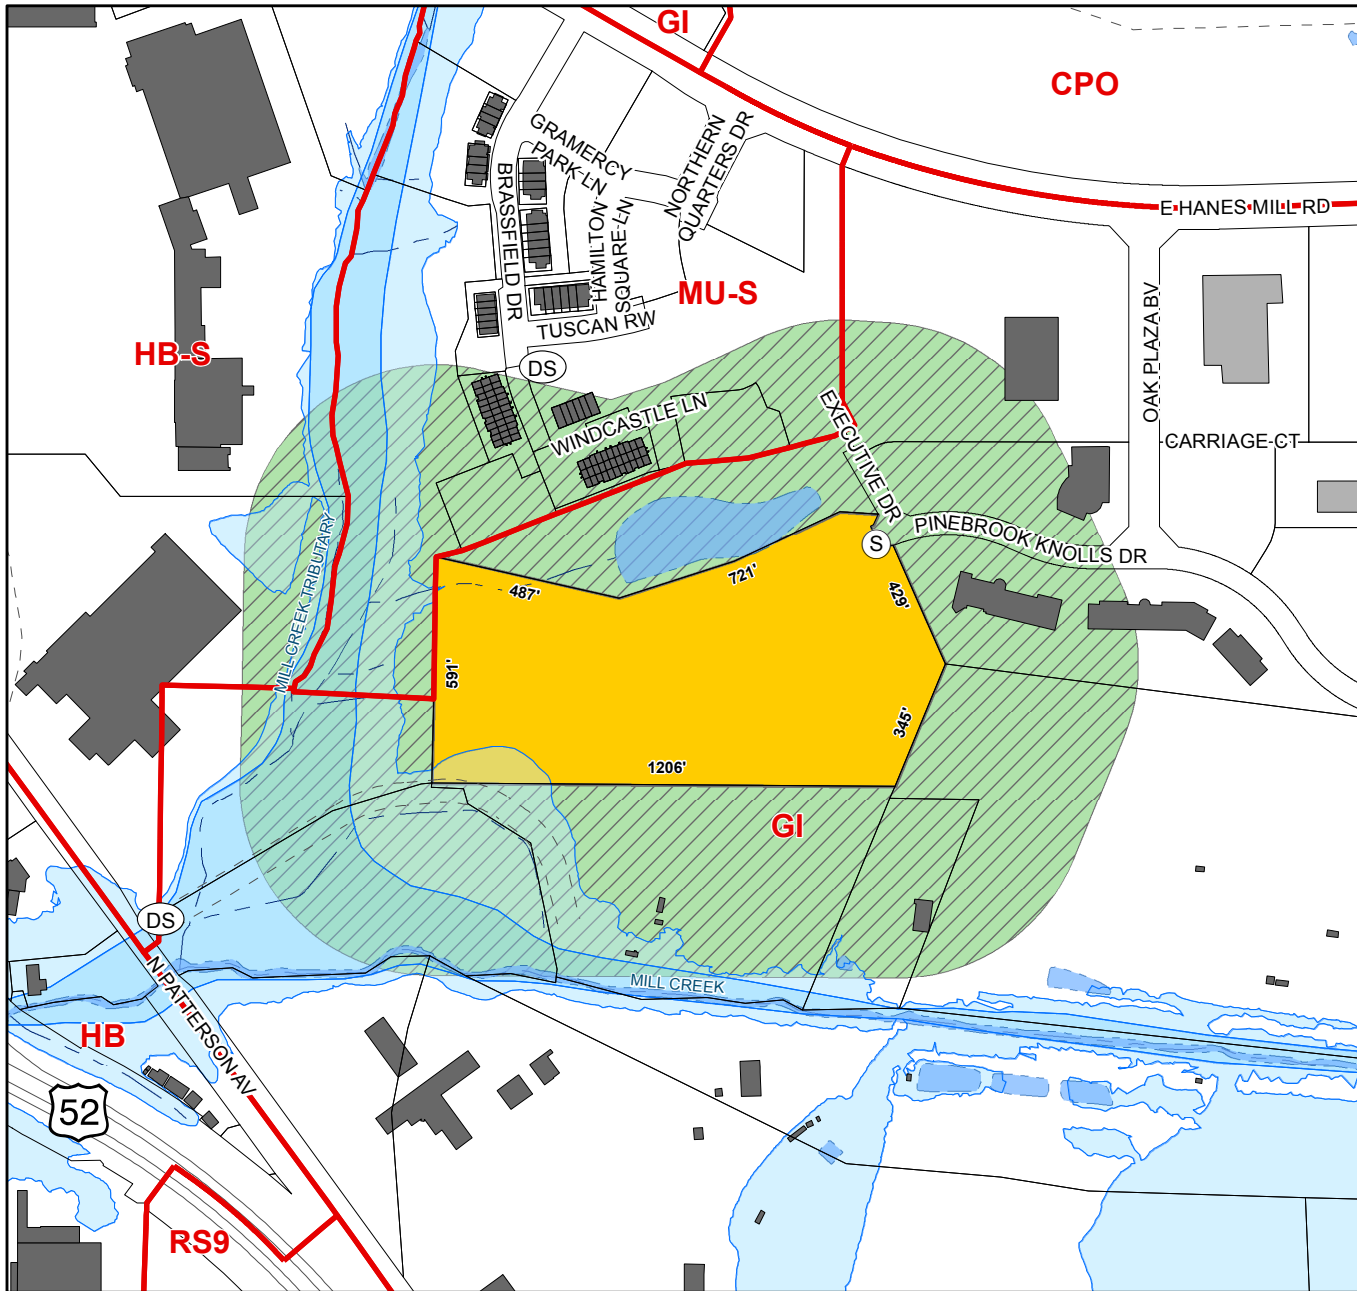 GI
CPO
GRAMERCY
PARK LN
NORTHERN
QUARTERS DR
BRASSFIELD DR
HAMILTON
SQUARE LN
E HANES MILL RD
MU-S
TUSCAN RW
HB-S
DS
OAK PLAZA BV
WINDCASTLE LN
EXECUTIVE DR
CARRIAGE CT
PINEBROOK KNOLLS DR
S
MILL CREEK TRIBUTARY
487'
721'
429'
591'
345'
1206'
GI
DS
MILL CREEK
N PATTERSON AV
HB
52
RS9